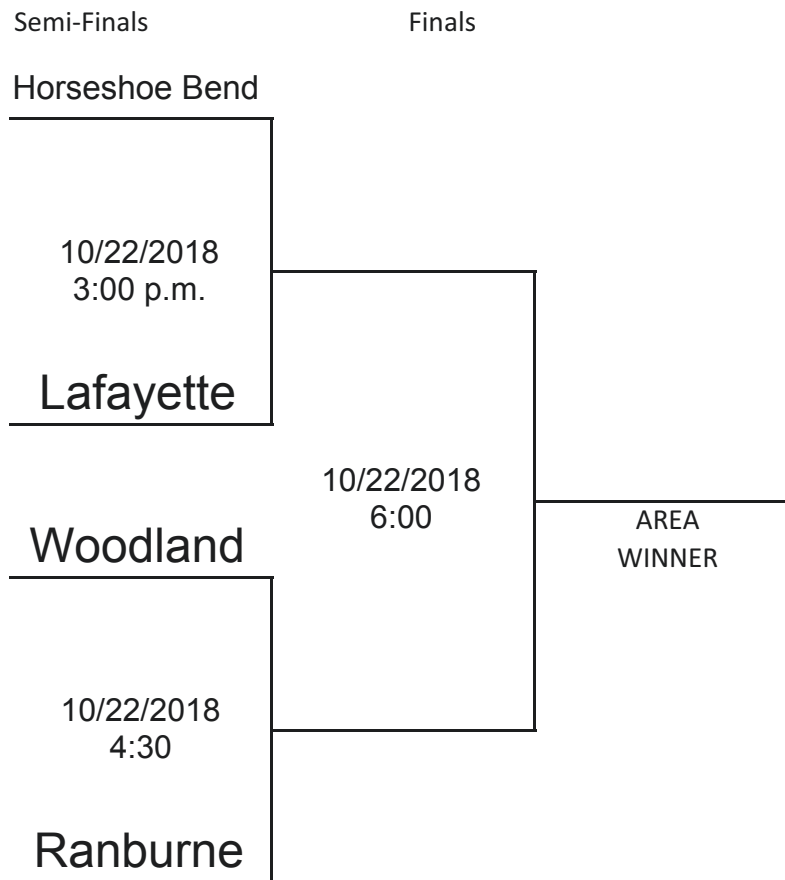 Semi-Finals
Finals
Horseshoe Bend
10/22/2018
3:00 p.m.
Lafayette
10/22/2018
6:00
AREA
WINNER
Woodland
10/22/2018
4:30
Ranburne